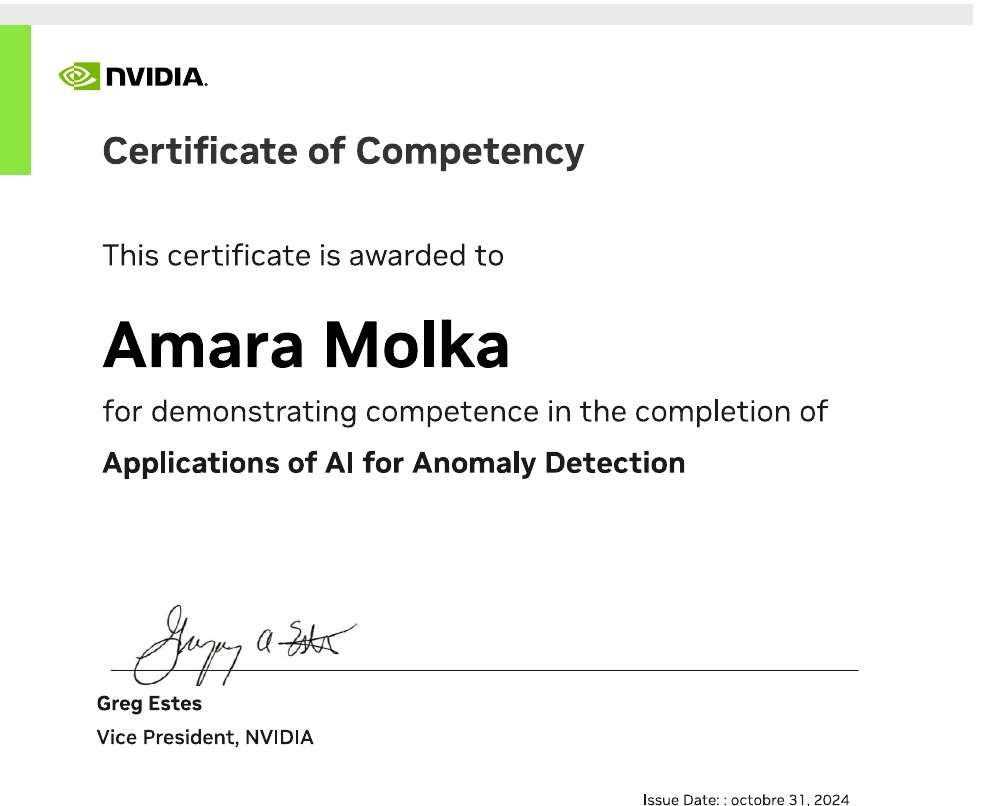 NVIDIA.
Certificate of Competency
This certificate is awarded to
Amara Molka
for demonstrating competence in the completion of
Applications of AI for Anomaly Detection
Greg Estes
Vice President, NVIDIA
Issue Date: : octobre 31, 2024